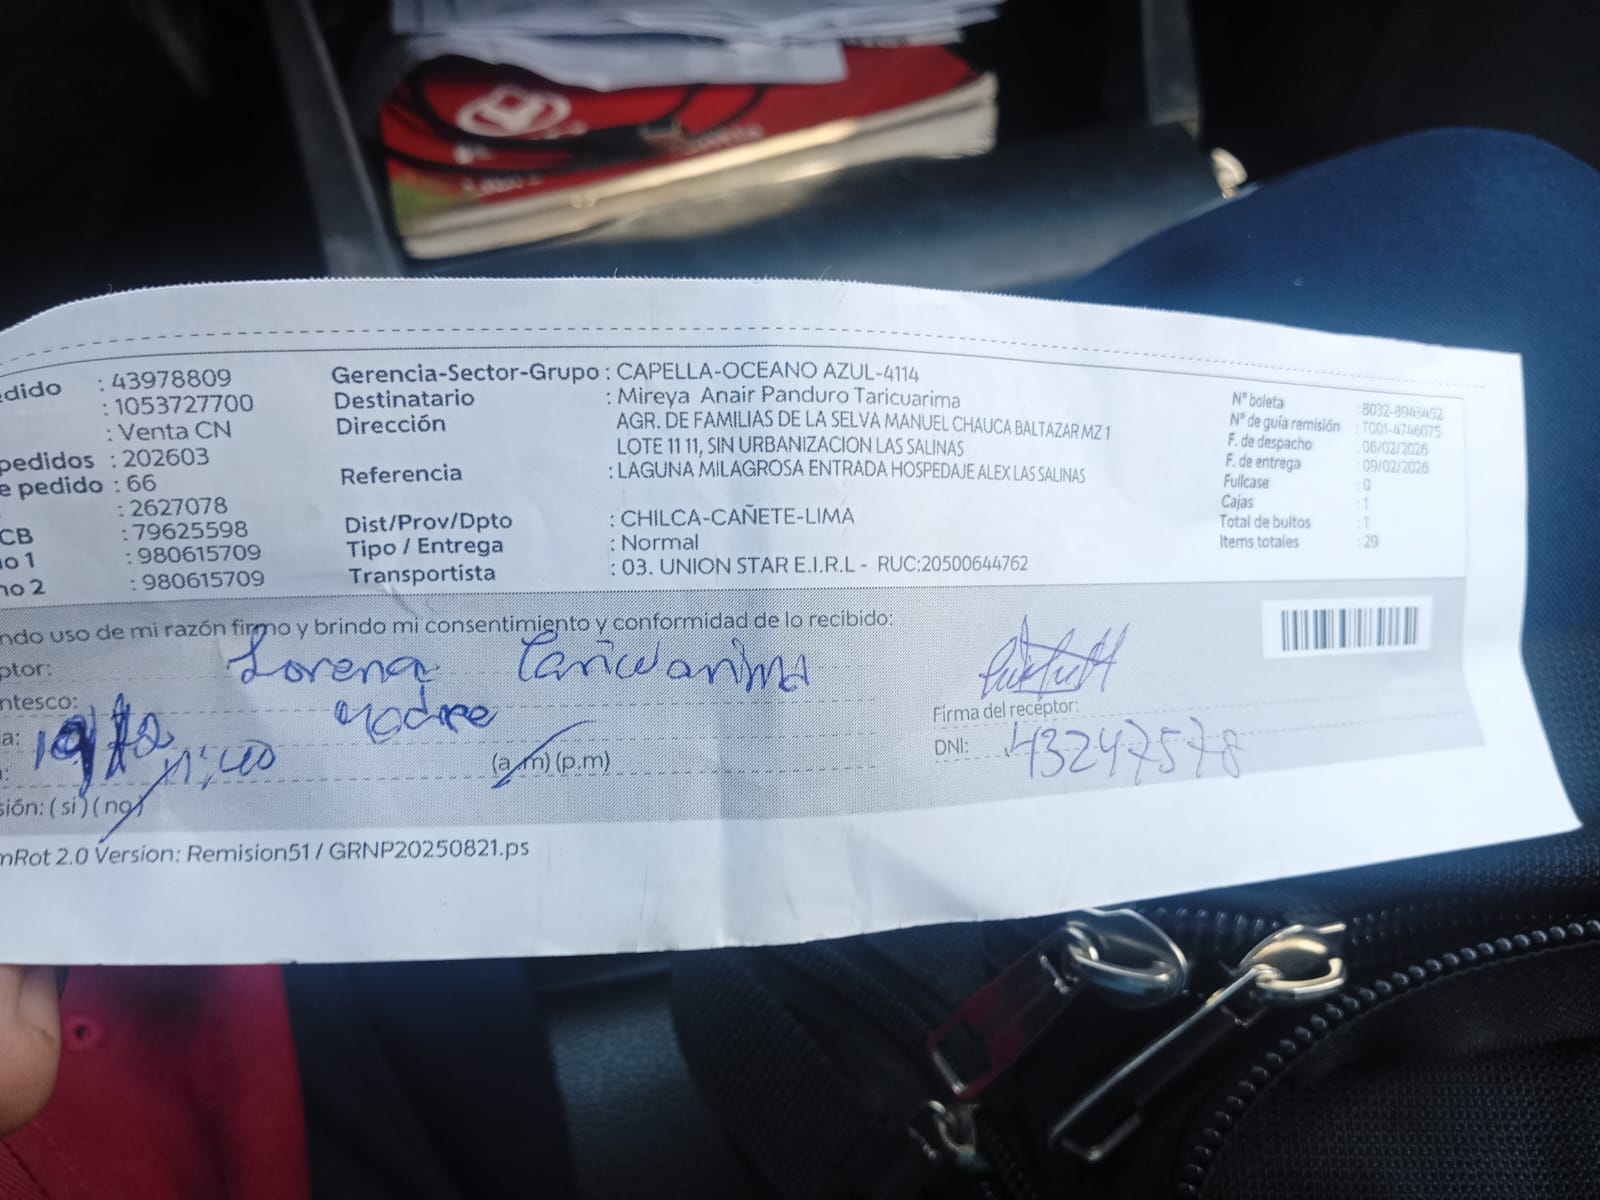 edido : 43978809
: 1053727700
: Venta CN
pedidos : 202603
e pedido : 66
: 2627078
CB : 79625598
no 1 : 980615709
no 2 : 980615709
Gerencia-Sector-Grupo : CAPELLA-OCEANO AZUL-4114
Destinatario : Mireya Anair Panduro Taricuarima
Dirección : AGR. DE FAMILIAS DE LA SELVA MANUEL CHAUCA BALTAZAR MZ 1
LOTE 11 11, SIN URBANIZACION LAS SALINAS
Referencia : LAGUNA MILAGROSA ENTRADA HOSPEDAJE ALEX LAS SALINAS
Dist/Prov/Dpto : CHILCA-CAÑETE-LIMA
Tipo / Entrega : Normal
Transportista : 03. UNION STAR E.I.R.L - RUC:20500644762
N° boleta : B032-8943452
N° de guía remisión : T001-4746075
F. de despacho : 06/02/2026
F. de entrega : 09/02/2026
Fullcase : 0
Cajas : 1
Total de bultos : 1
Items totales : 29
ndo uso de mi razón firmo y brindo mi consentimiento y conformidad de lo recibido:
ptor: Lorena Taricuarima
ntesco: Madre
a:
(a.m) (p.m)
sión: ( si ) ( no )
Firma del receptor:
DNI: 43247578
mRot 2.0 Version: Remision51 / GRNP20250821.ps